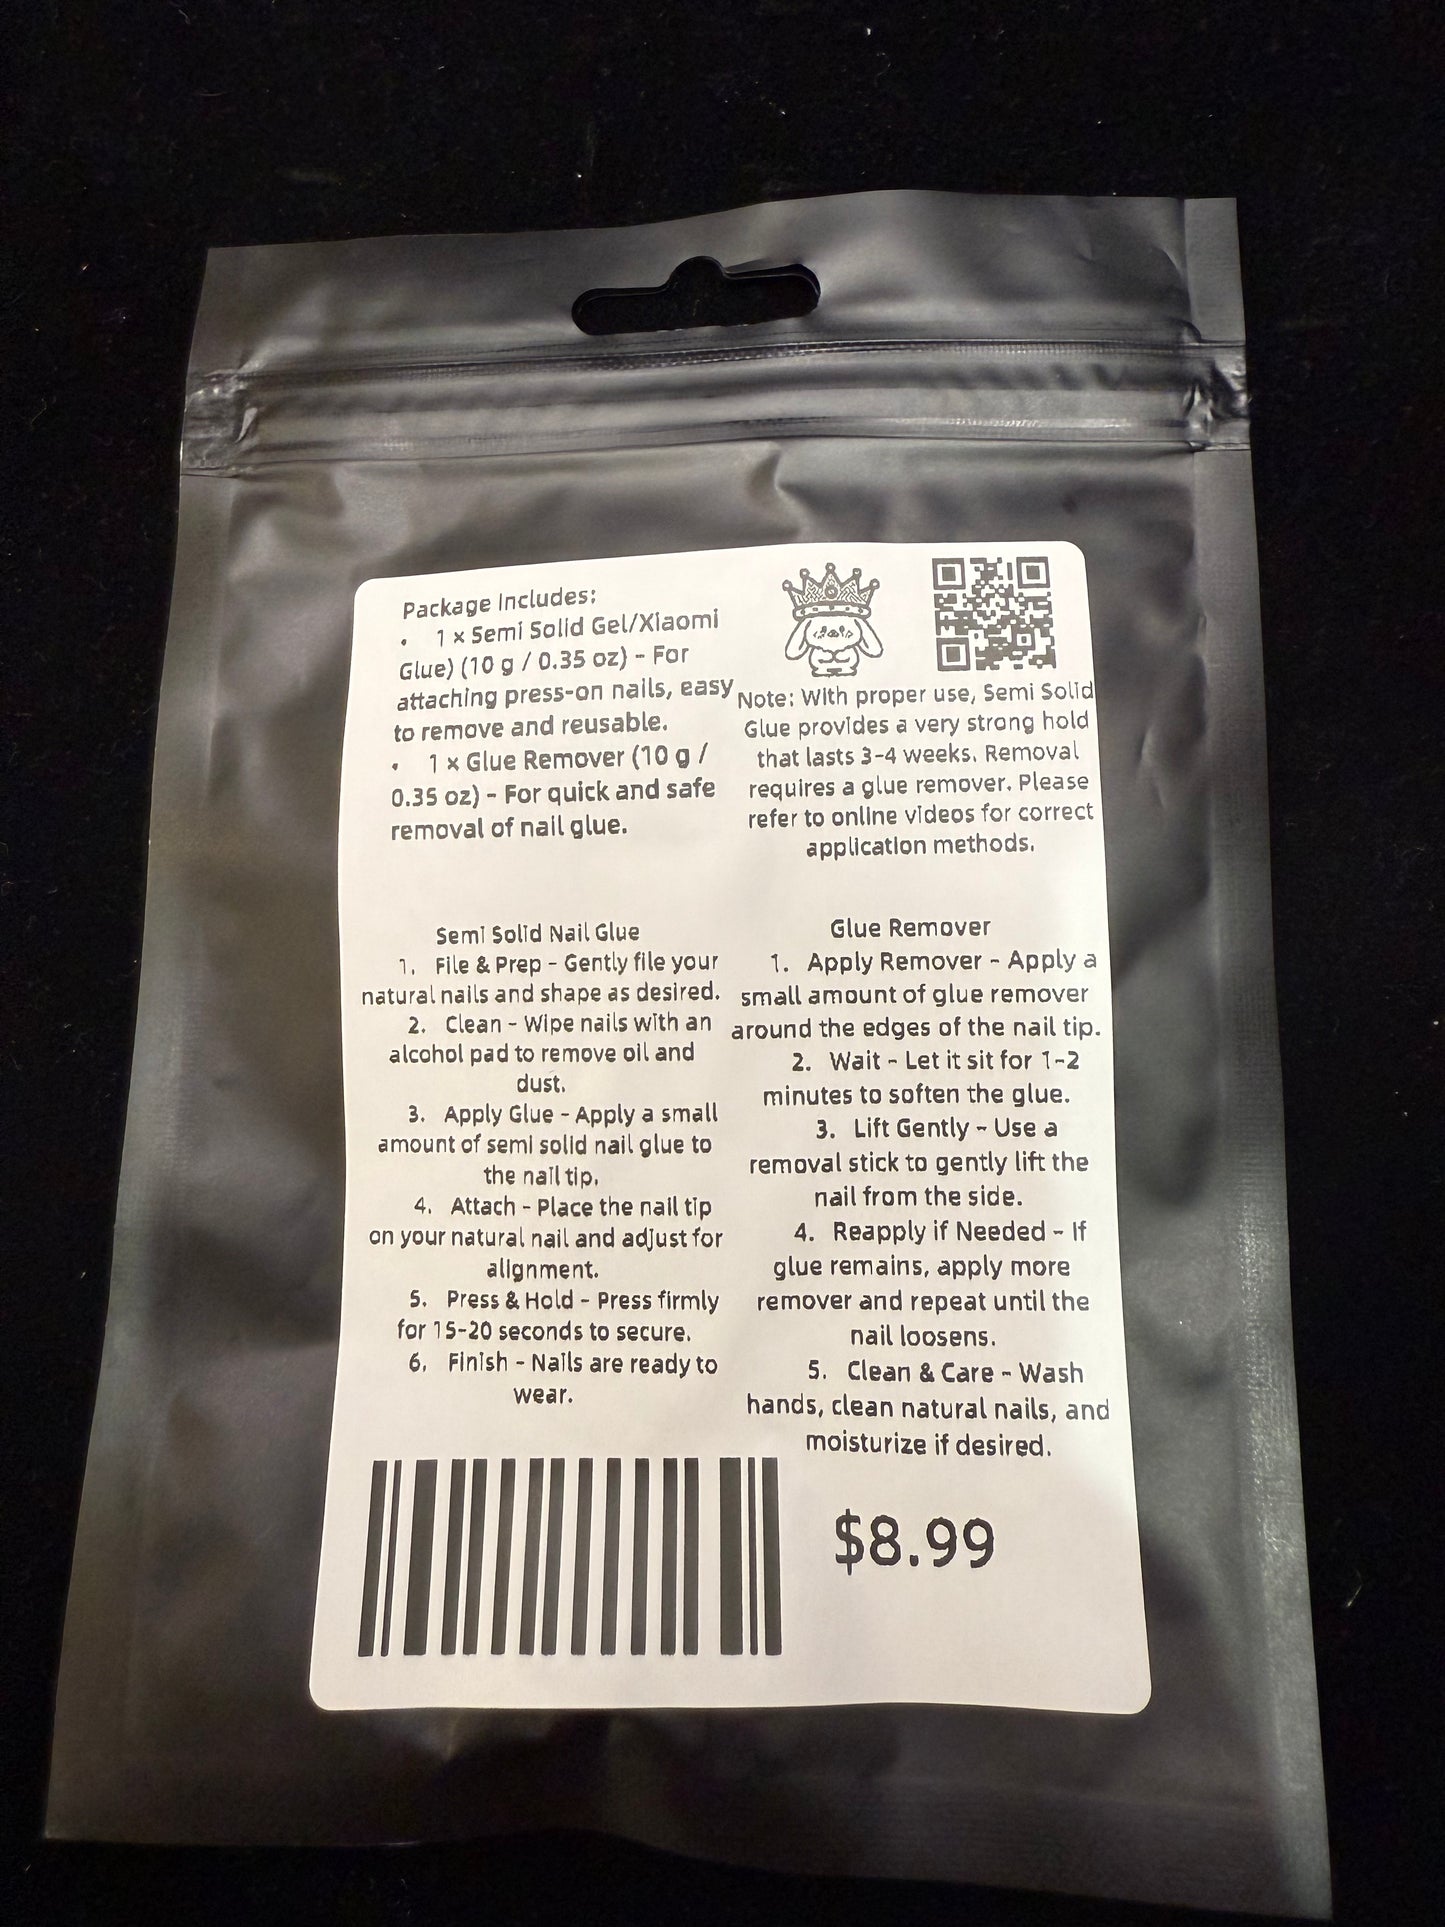 Package Includes:
• 1 × Semi Solid Gel/Xiaomi
Glue) (10 g / 0.35 oz) - For
attaching press-on nails, easy
to remove and reusable.
• 1 × Glue Remover (10 g /
0.35 oz) - For quick and safe
removal of nail glue.
Note: With proper use, Semi Solid
Glue provides a very strong hold
that lasts 3-4 weeks. Removal
requires a glue remover. Please
refer to online videos for correct
application methods.
Semi Solid Nail Glue
1. File & Prep - Gently file your
natural nails and shape as desired.
2. Clean - Wipe nails with an
alcohol pad to remove oil and
dust.
3. Apply Glue - Apply a small
amount of semi solid nail glue to
the nail tip.
4. Attach - Place the nail tip
on your natural nail and adjust for
alignment.
5. Press & Hold - Press firmly
for 15-20 seconds to secure.
6. Finish - Nails are ready to
wear.
Glue Remover
1. Apply Remover - Apply a
small amount of glue remover
around the edges of the nail tip.
2. Wait - Let it sit for 1-2
minutes to soften the glue.
3. Lift Gently - Use a
removal stick to gently lift the
nail from the side.
4. Reapply if Needed - If
glue remains, apply more
remover and repeat until the
nail loosens.
5. Clean & Care - Wash
hands, clean natural nails, and
moisturize if desired.
$8.99